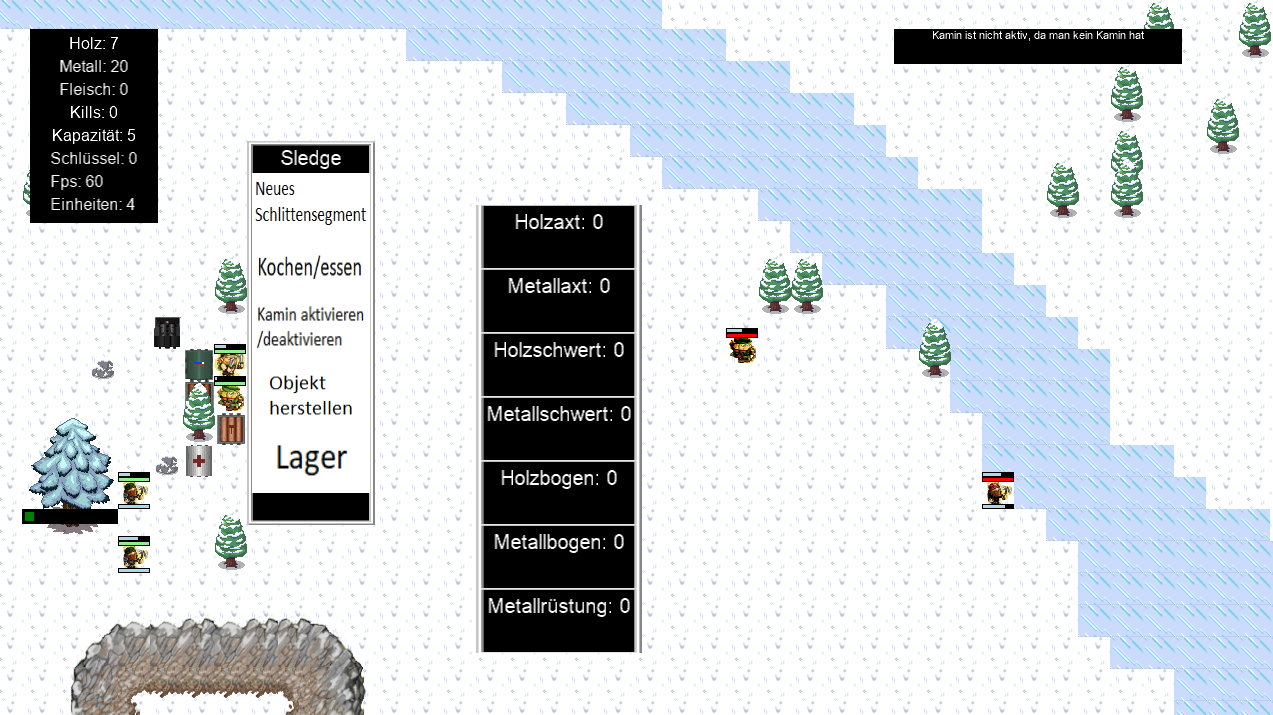 Holz: 7
Metall: 20
Fleisch: 0
Kills: 0
Kapazität: 5
Schlüssel: 0
Fps: 60
Einheiten: 4
Kamin ist nicht aktiv, da man kein Kamin hat
Sledge
Neues
Schlittensegment
Kochen/essen
Kamin aktivieren
/deaktivieren
Objekt
herstellen
Lager
Holzaxt: 0
Metallaxt: 0
Holzschwert: 0
Metallschwert: 0
Holzbogen: 0
Metallbogen: 0
Metallrüstung: 0